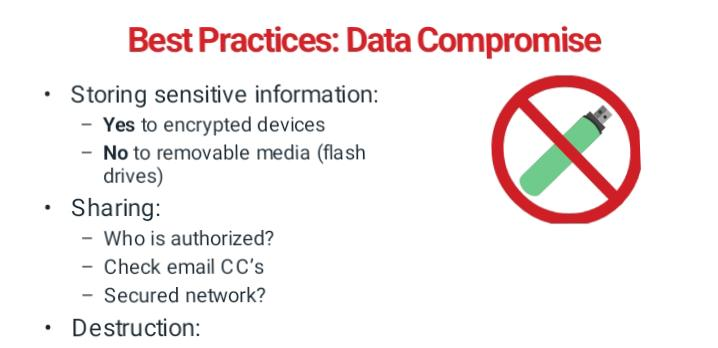 Best Practices: Data Compromise
• Storing sensitive information:
– Yes to encrypted devices
– No to removable media (flash
drives)
• Sharing:
– Who is authorized?
– Check email CC’s
– Secured network?
• Destruction: